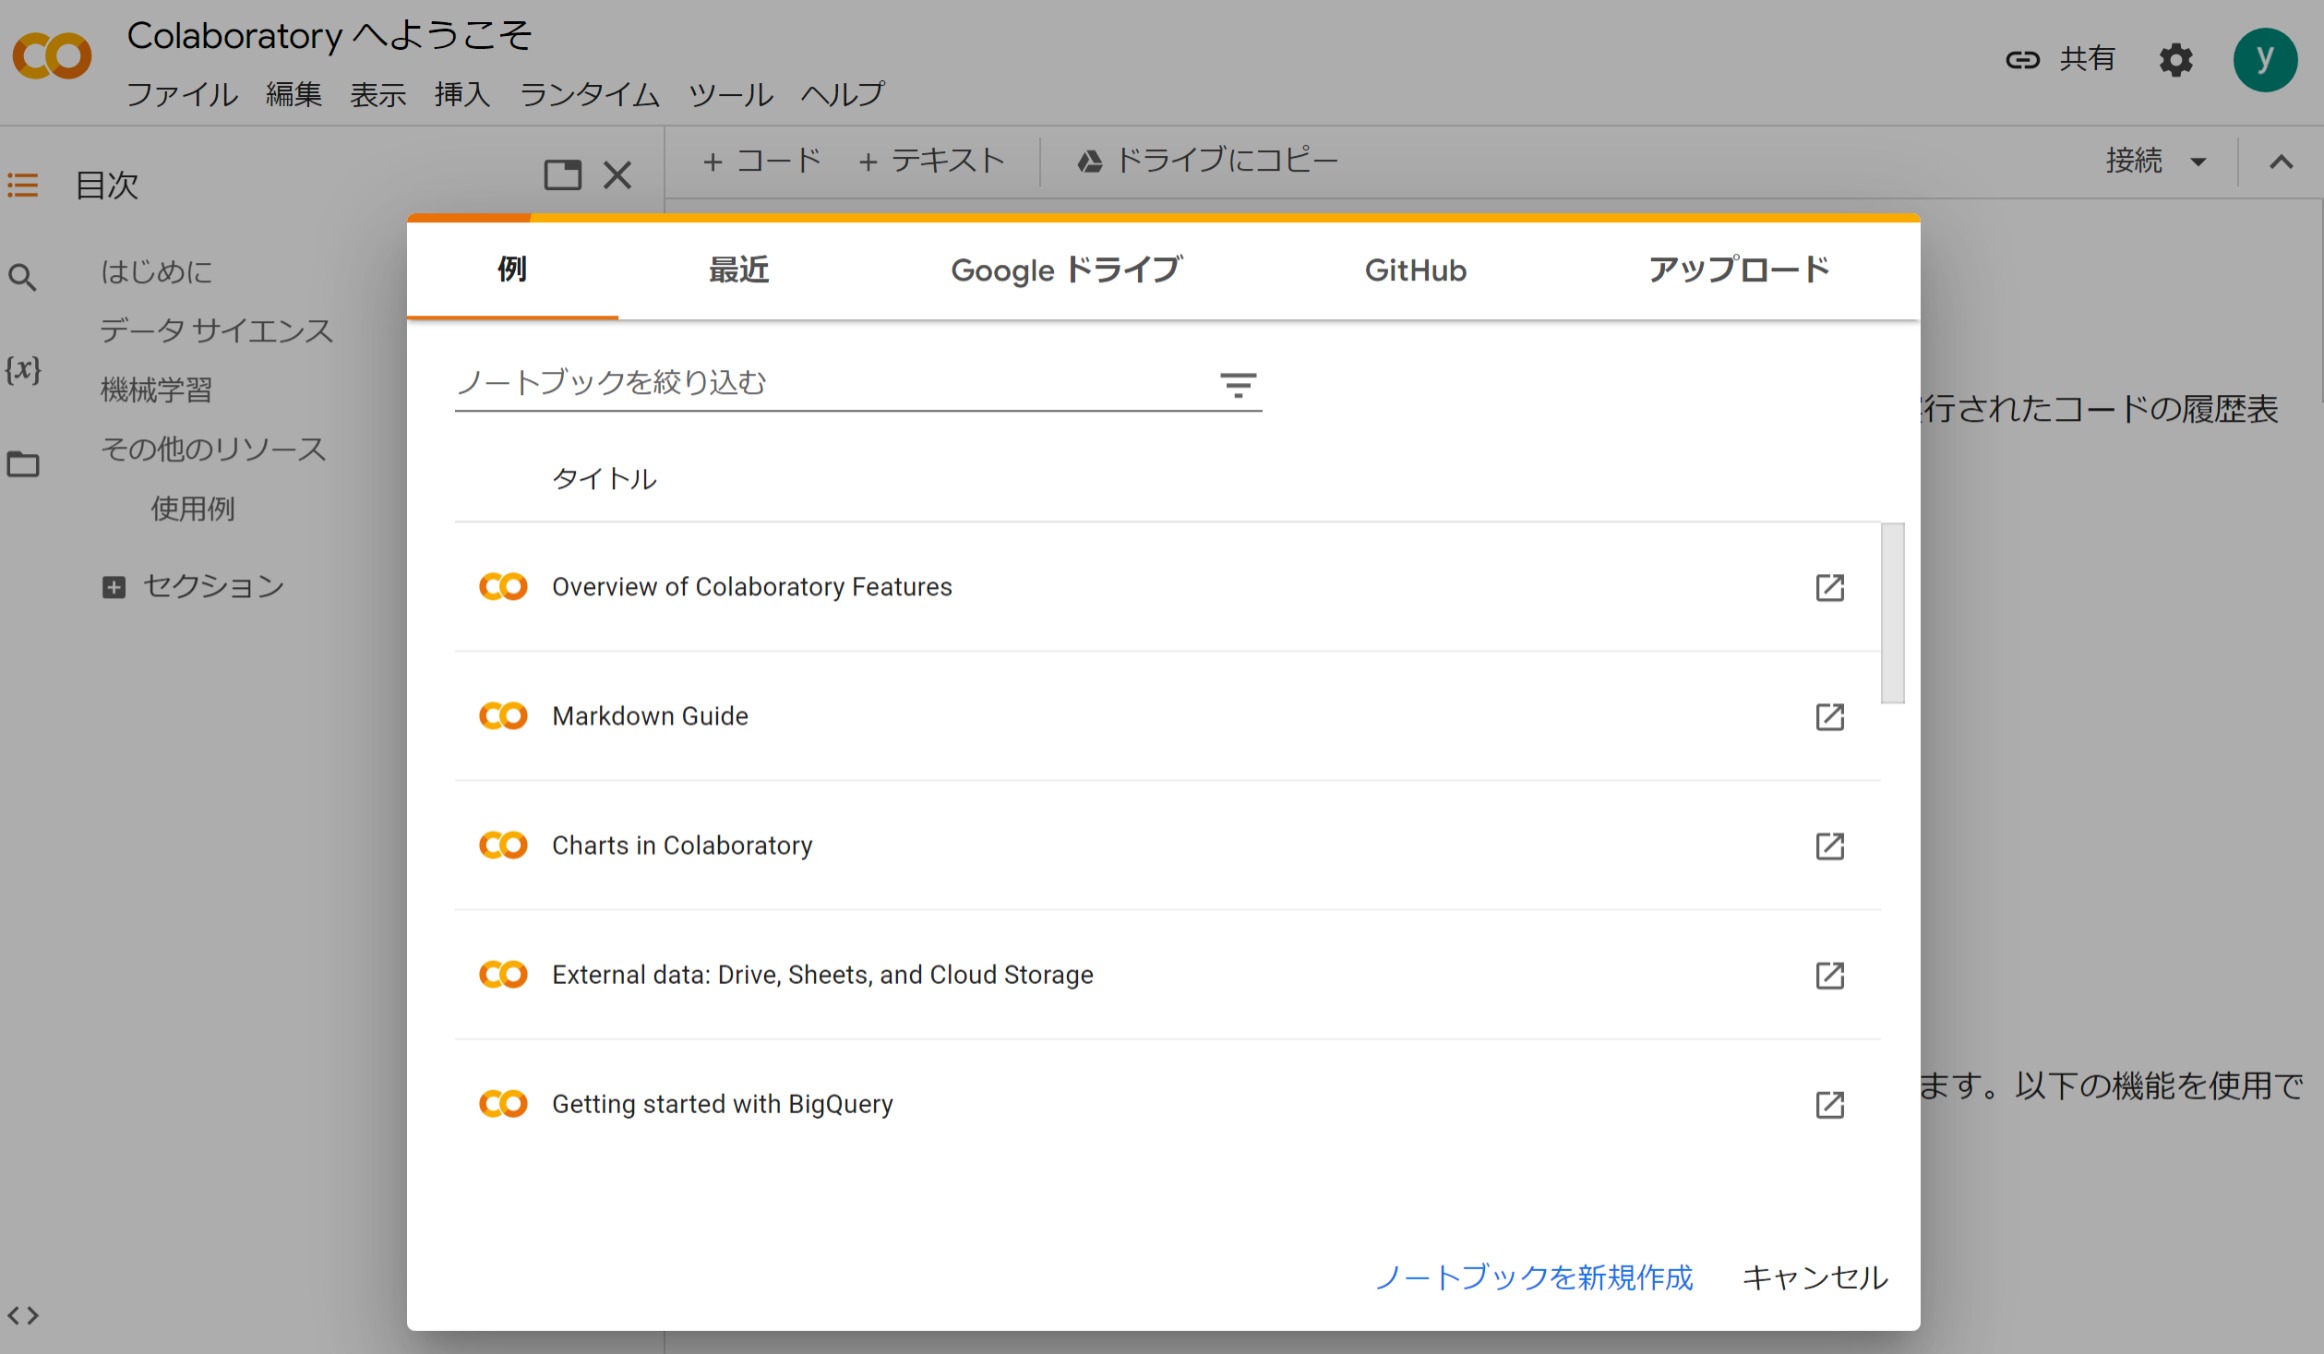 Colaboratory へようこそ
ファイル 編集 表示 挿入 ランタイム ツール ヘルプ
共有
y
目次
+ コード + テキスト ドライブにコピー
接続
はじめに
データ サイエンス
{x}
機械学習
その他のリソース
使用例
セクション
例 最近 Google ドライブ GitHub アップロード
ノートブックを絞り込む
行されたコードの履歴表
タイトル
Overview of Colaboratory Features
Markdown Guide
Charts in Colaboratory
External data: Drive, Sheets, and Cloud Storage
Getting started with BigQuery
ます。以下の機能を使用で
ノートブックを新規作成 キャンセル